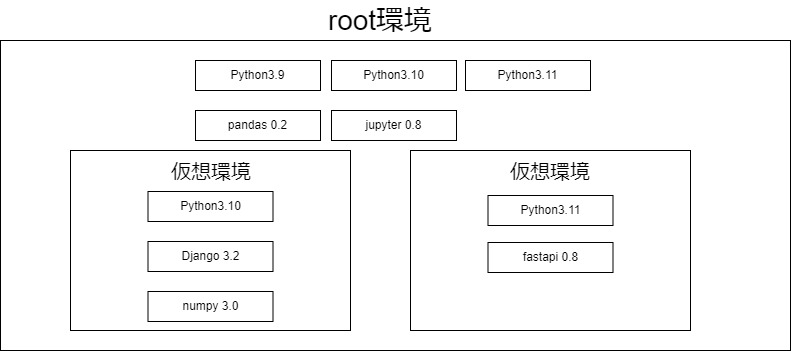 root環境
Python3.9 Python3.10 Python3.11
pandas 0.2 jupyter 0.8
仮想環境
Python3.10
Django 3.2
numpy 3.0
仮想環境
Python3.11
fastapi 0.8